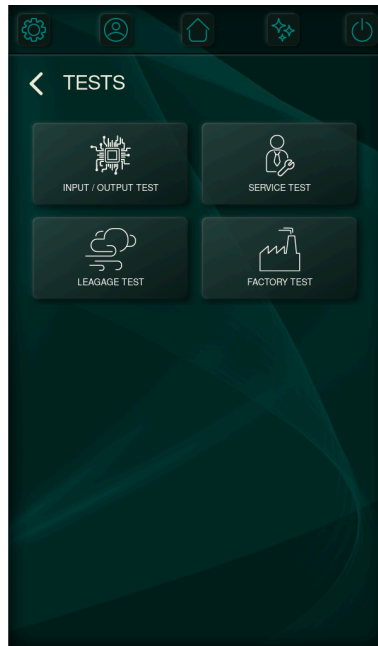 TESTS
INPUT / OUTPUT TEST
SERVICE TEST
LEAGAGE TEST
FACTORY TEST